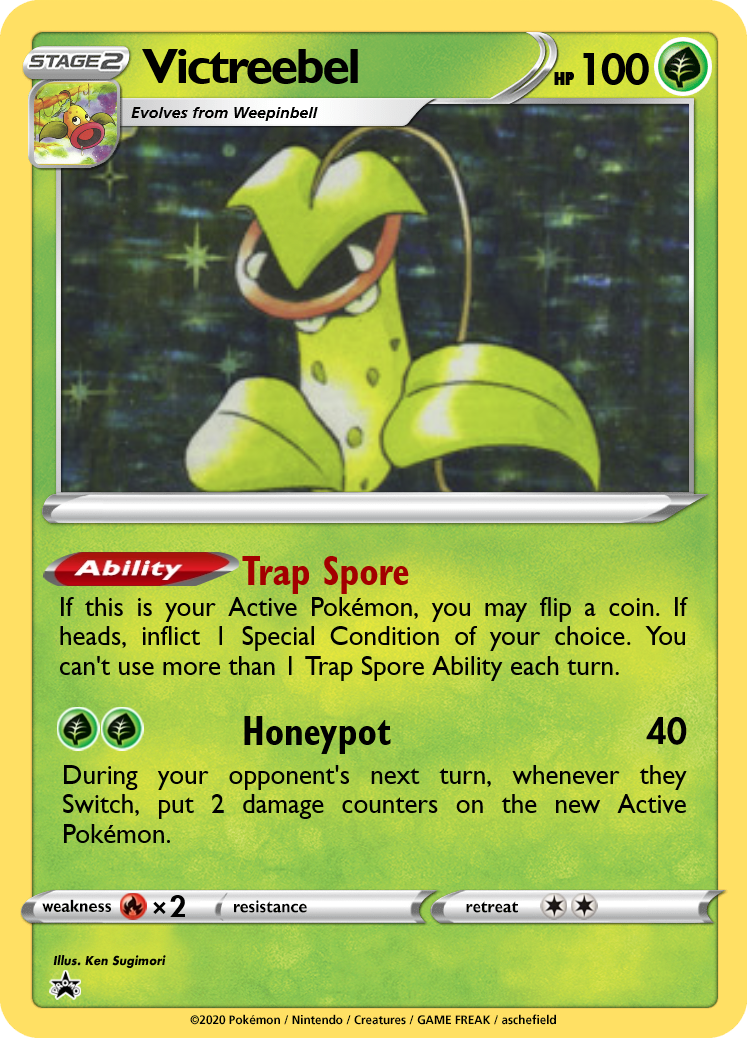 STAGE2
Victreebel
HP 100
Evolves from Weepinbell
Ability Trap Spore
If this is your Active Pokémon, you may flip a coin. If
heads, inflict 1 Special Condition of your choice. You
can't use more than 1 Trap Spore Ability each turn.
Honeypot 40
During your opponent's next turn, whenever they
Switch, put 2 damage counters on the new Active
Pokémon.
weakness ×2 resistance retreat
Illus. Ken Sugimori
PROMO
©2020 Pokémon / Nintendo / Creatures / GAME FREAK / aschefield